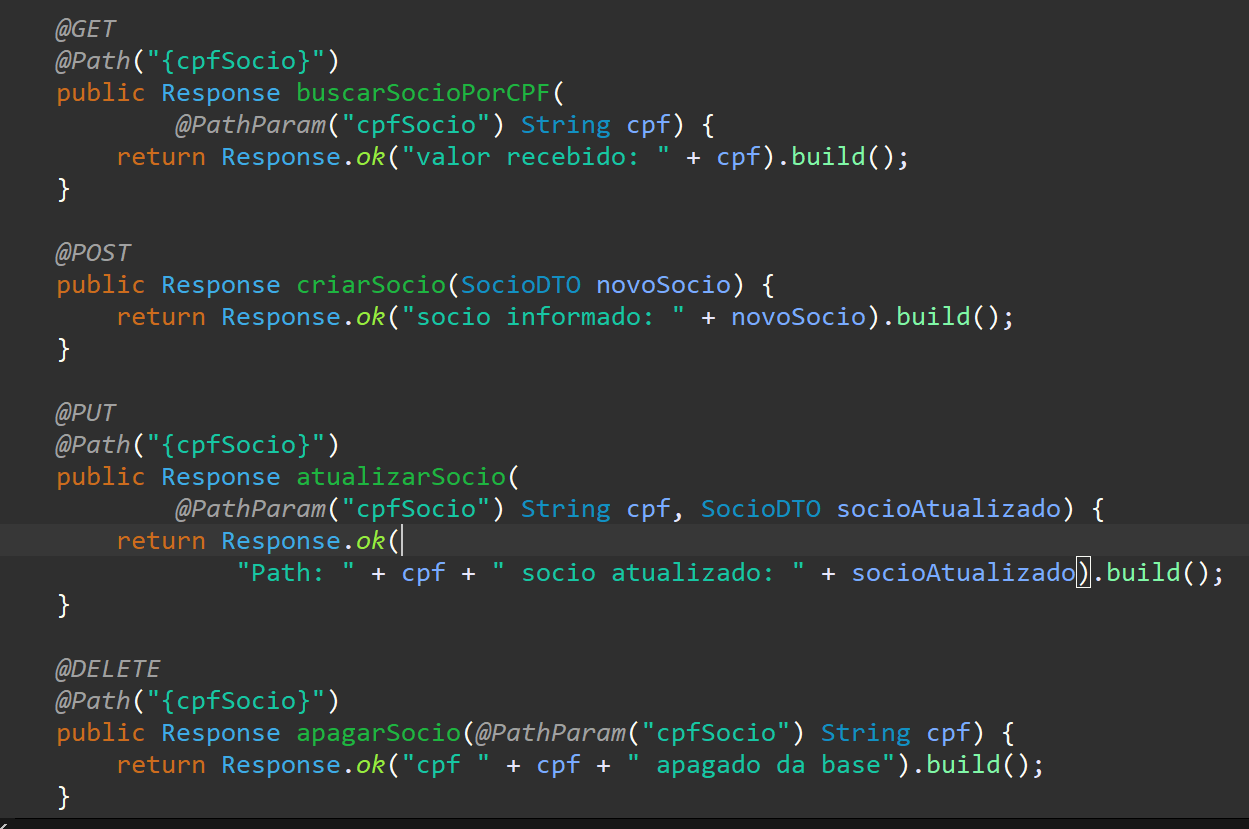 @GET
@Path("{cpfSocio}")
public Response buscarSocioPorCPF(
@PathParam("cpfSocio") String cpf) {
return Response.ok("valor recebido: " + cpf).build();
}
@POST
public Response criarSocio(SocioDTO novoSocio) {
return Response.ok("socio informado: " + novoSocio).build();
}
@PUT
@Path("{cpfSocio}")
public Response atualizarSocio(
@PathParam("cpfSocio") String cpf, SocioDTO socioAtualizado) {
return Response.ok(
"Path: " + cpf + " socio atualizado: " + socioAtualizado).build();
}
@DELETE
@Path("{cpfSocio}")
public Response apagarSocio(@PathParam("cpfSocio") String cpf) {
return Response.ok("cpf " + cpf + " apagado da base").build();
}